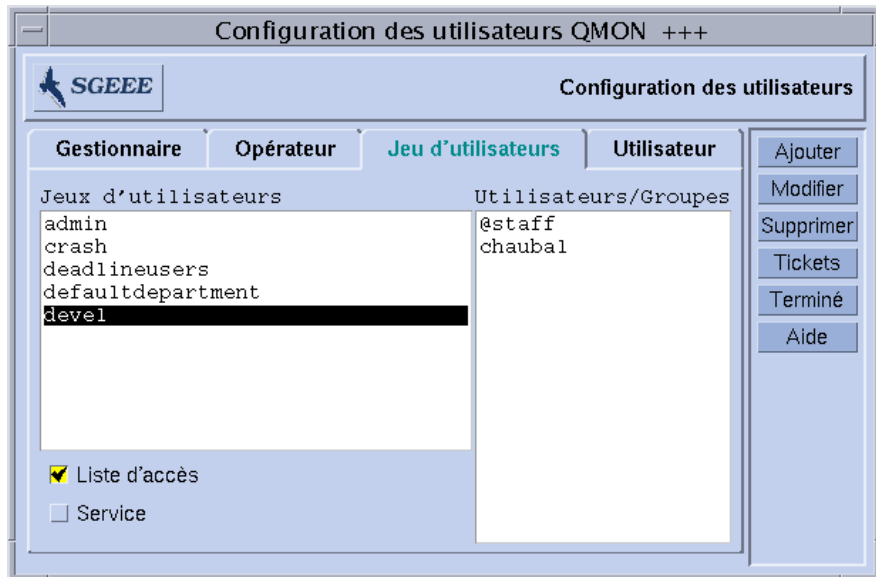 Configuration des utilisateurs QMON +++
SGEEE
Configuration des utilisateurs
Gestionnaire Opérateur Jeu d'utilisateurs Utilisateur
Jeux d'utilisateurs
admin
crash
deadlineusers
defaultdepartment
devel
Liste d'accès
Service
Utilisateurs/Groupes
@staff
chaubal
Ajouter
Modifier
Supprimer
Tickets
Terminé
Aide